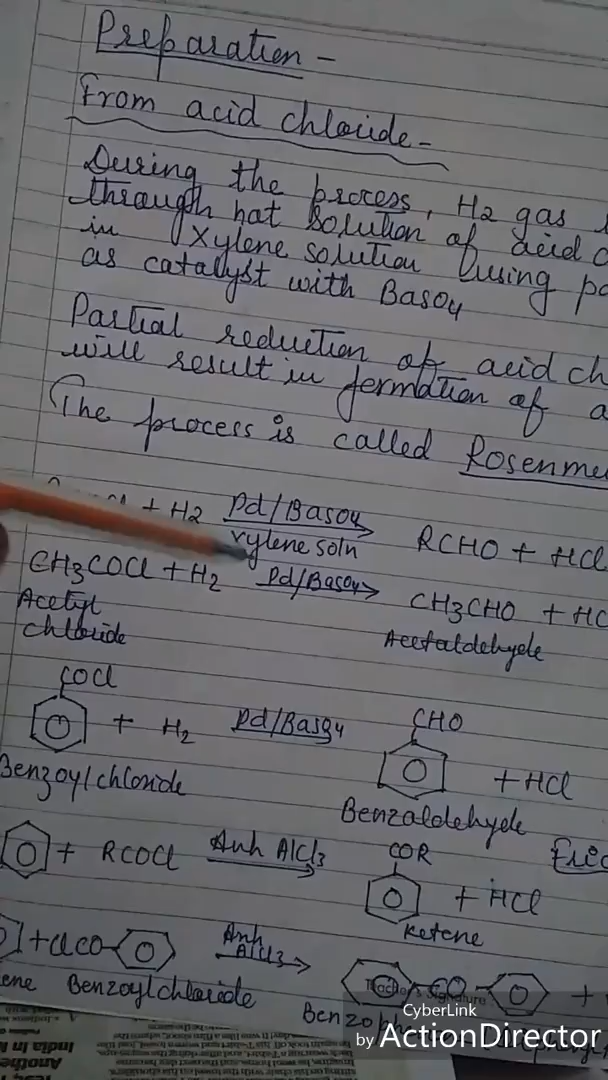 Preparation -
From acid chloride -
During the process, H2 gas
through hot solution of acid
in Xylene solution using
as catalyst with BaSO4
Partial reduction of acid
will result in formation of
The process is called
+ H2 Pd/BaSO4 RCHO + HCl
xylene soln
CH3COCl + H2 Pd/BaSO4 CH3CHO +
Acetyl chloride Acetaldehyde
COCl CHO
+ H2 Pd/BaSO4 + HCl
Benzoylchloride Benzaldehyde
+ RCOCl Anh AlCl3 COR + HCl
Ketene
+ClCO- Anh AlCl3 CO +
Benzoylchloride
CyberLink
by ActionDirector